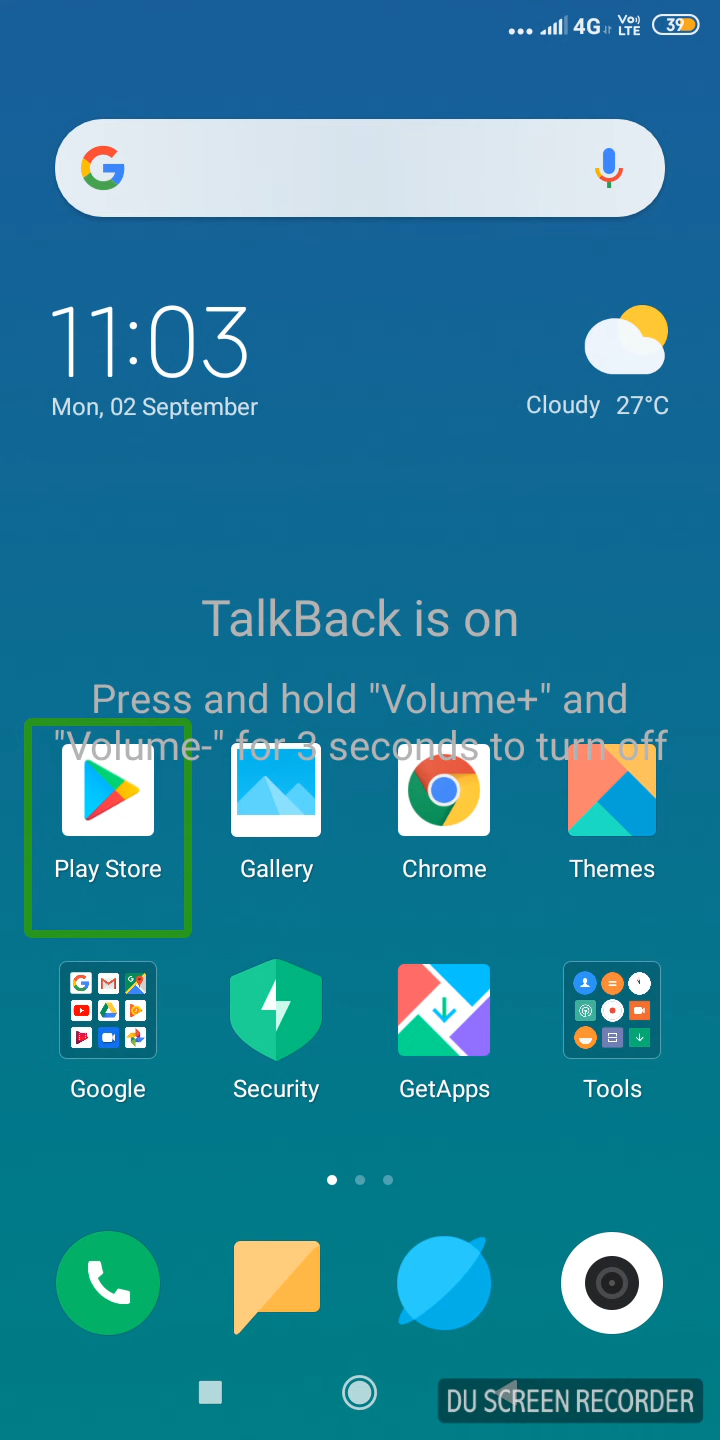 4G
Vo))
LTE
39
11:03
Mon, 02 September
Cloudy 27°C
TalkBack is on
Press and hold "Volume+" and
"Volume-" for 3 seconds to turn off
Play Store
Gallery
Chrome
Themes
Google
Security
GetApps
Tools
DU SCREEN RECORDER